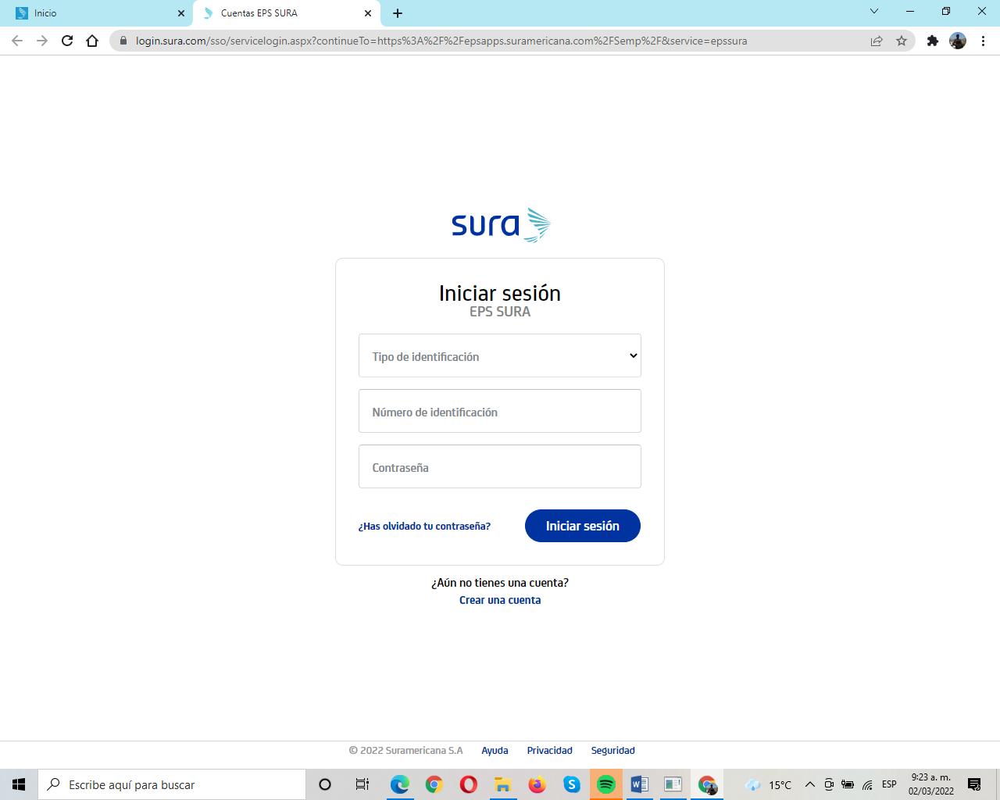 Inicio
Cuentas EPS SURA
login.sura.com/sso/servicelogin.aspx?continueTo=https%3A%2F%2Fepsapps.suramericana.com%2FSemp%2F&service=epssura
sura
Iniciar sesión
EPS SURA
Tipo de identificación
Número de identificación
Contraseña
¿Has olvidado tu contraseña?
Iniciar sesión
¿Aún no tienes una cuenta?
Crear una cuenta
© 2022 Suramericana S.A
Ayuda
Privacidad
Seguridad
Escribe aquí para buscar
15°C
ESP
9:23 a. m.
02/03/2022